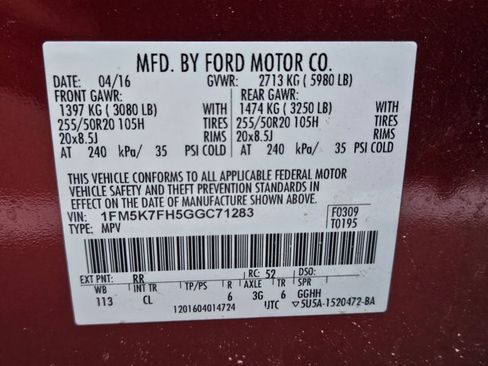 MFD. BY FORD MOTOR CO.
DATE: 04/16 GVWR: 2713 KG ( 5980 LB)
FRONT GAWR: REAR GAWR:
1397 KG ( 3080 LB) WITH 1474 KG ( 3250 LB) WITH
255/50R20 105H TIRES 255/50R20 105H TIRES
20x8.5J RIMS 20x8.5J RIMS
AT 240 kPa/ 35 PSI COLD AT 240 kPa/ 35 PSI COLD
THIS VEHICLE CONFORMS TO ALL APPLICABLE FEDERAL MOTOR
VEHICLE SAFETY AND THEFT PREVENTION STANDARDS IN
EFFECT ON THE DATE OF MANUFACTURE SHOWN ABOVE.
VIN: 1FM5K7FH5GGC71283 F0309
TYPE: MPV T0195
EXT PNT: RR RC: 52 DSO:
WB INT TR TP/PS R AXLE TR SPR
113 CL 6 3G 6 GGHH
1201604014724 UTC ▽5U5A-1520472-BA